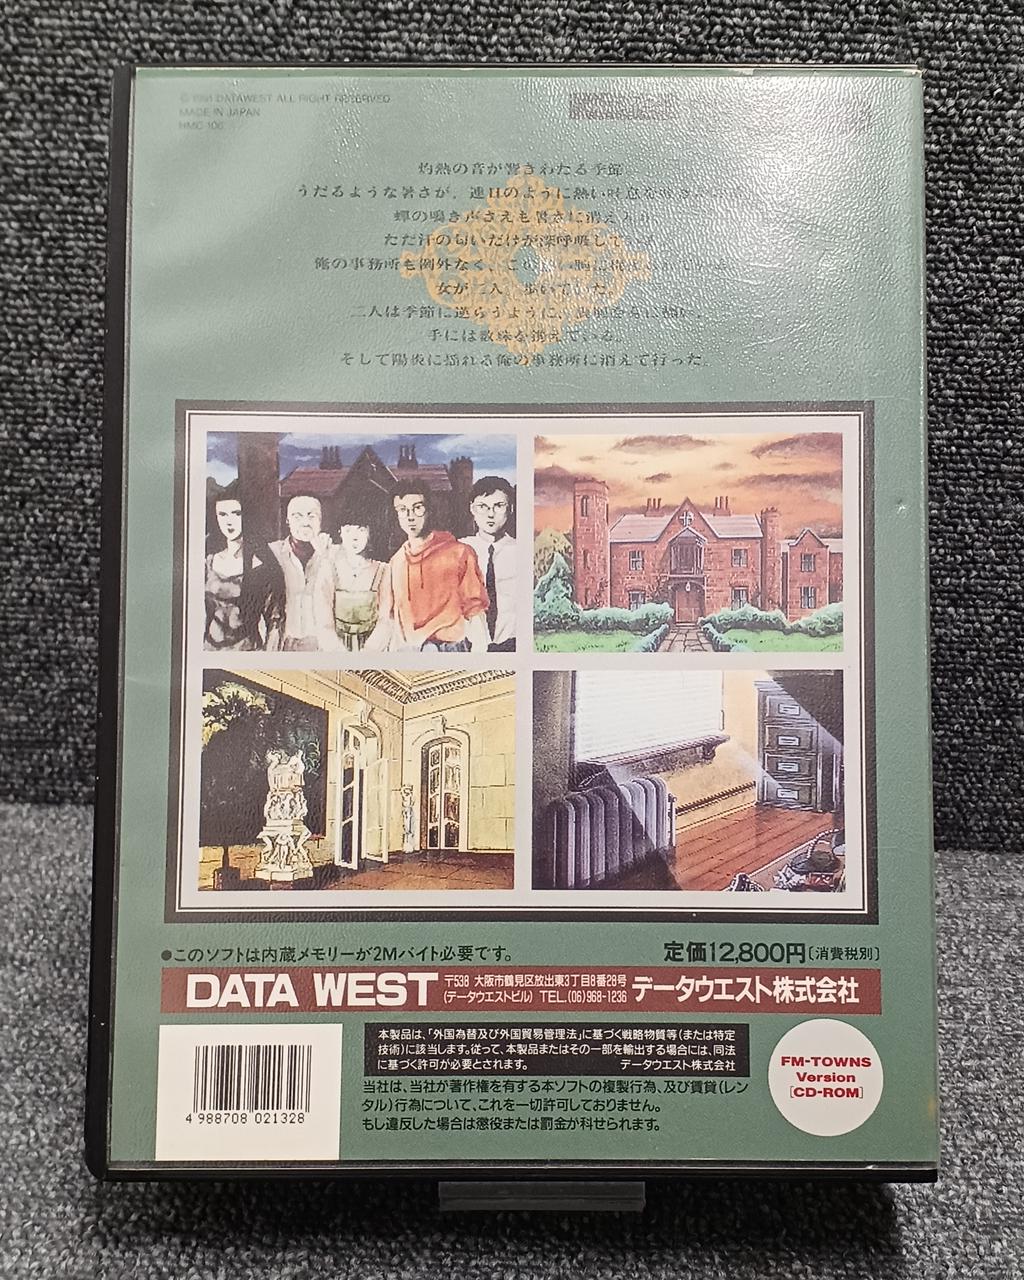 © 1991 DATAWEST ALL RIGHT RESERVED
MADE IN JAPAN
HMC-106
灼熱の音が響きわたる季節
うだるような暑さが、連日のように熱い吐息を
蝉の鳴き声さえも暑さに消え
ただ汗の匂いだけが深呼吸して
俺の事務所も例外なく、この
女が二人、歩いていた。
二人は季節に逆らうように、
手には数珠を携えている。
そして陽炎に揺れる俺の事務所に消えて行った。
●このソフトは内蔵メモリーが2Mバイト必要です。
定価12,800円〔消費税別〕
DATA WEST
〒538 大阪市鶴見区放出東3丁目8番28号
(データウエストビル) TEL.(06)968-1236
データウエスト株式会社
本製品は、「外国為替及び外国貿易管理法」に基づく戦略物資等(または特定
技術)に該当します。従って、本製品またはその一部を輸出する場合には、同法
に基づく許可が必要とされます。 データウエスト株式会社
当社は、当社が著作権を有する本ソフトの複製行為、及び賃貸(レン
タル)行為について、これを一切許可しておりません。
もし違反した場合は懲役または罰金が科せられます。
4 988708 021328
FM-TOWNS
Version
[CD-ROM]